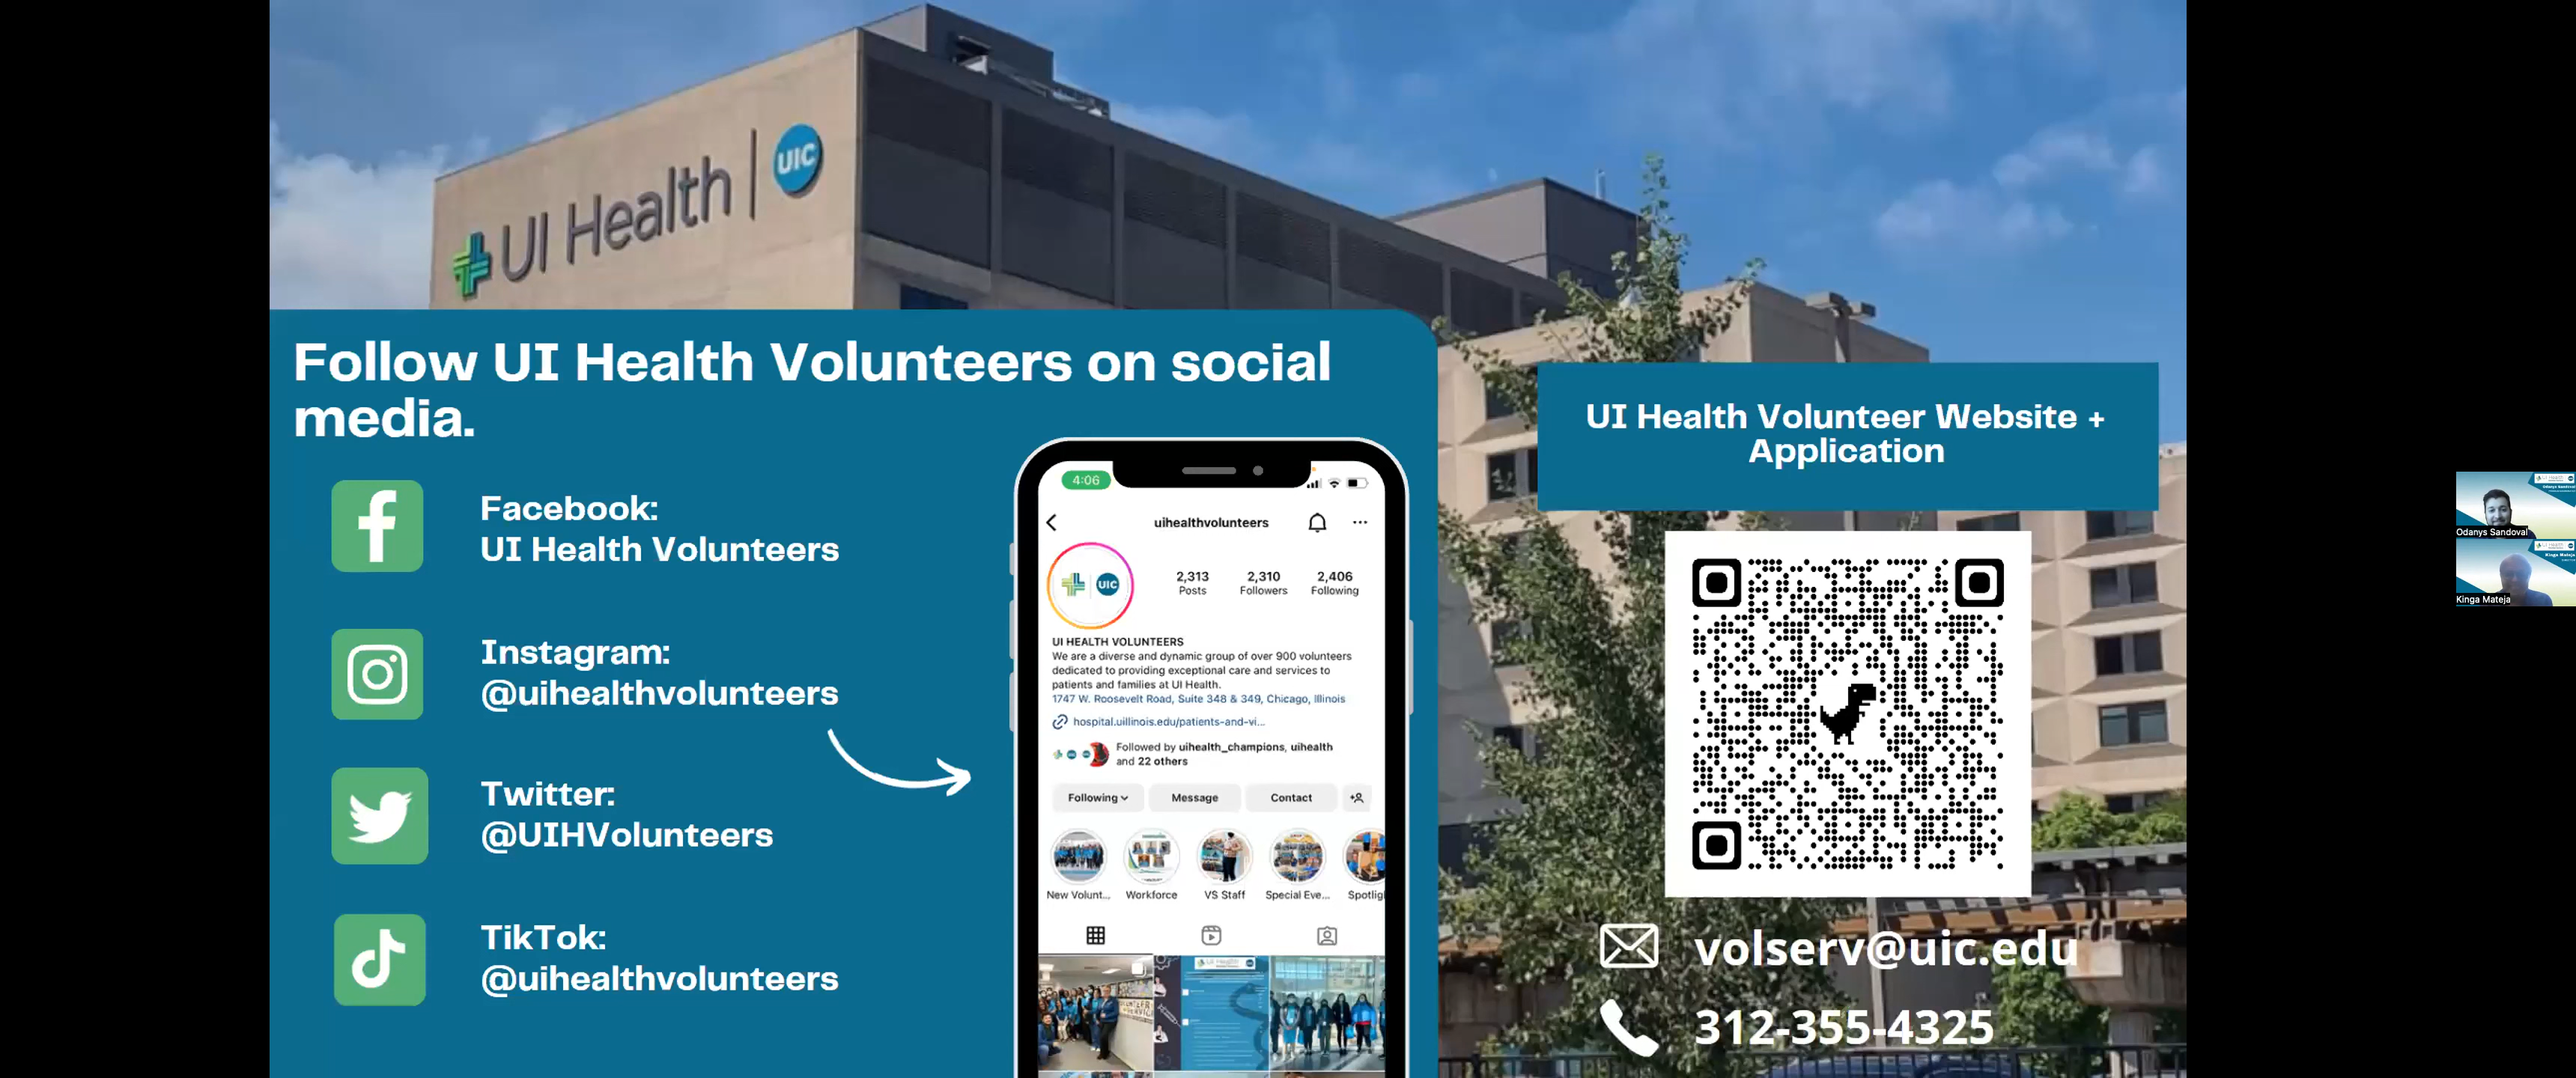 UI Health | UIC
Follow UI Health Volunteers on social
media.
Facebook:
UI Health Volunteers
Instagram:
@uihealthvolunteers
Twitter:
@UIHVolunteers
TikTok:
@uihealthvolunteers
4:06
uihealthvolunteers
UIC
2,313 2,310 2,406
Posts Followers Following
UI HEALTH VOLUNTEERS
We are a diverse and dynamic group of over 900 volunteers
dedicated to providing exceptional care and services to
patients and families at UI Health.
1747 W. Roosevelt Road, Suite 348 & 349, Chicago, Illinois
hospital.uillinois.edu/patients-and-vi...
Followed by uihealth_champions, uihealth
and 22 others
Following Message Contact
New Volunt... Workforce VS Staff Special Eve... Spotlig
UI Health Volunteer Website +
Application
volserv@uic.edu
312-355-4325
Odanys Sandoval
Kinga Mateja